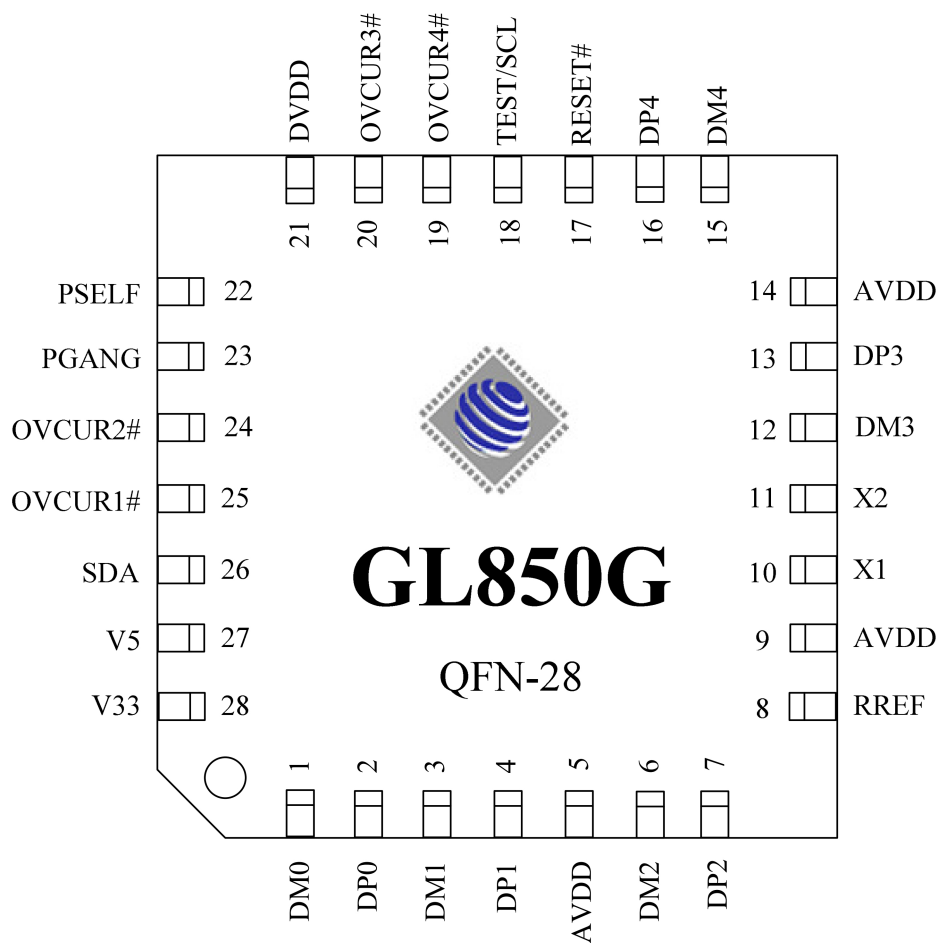 DVDD
OVCUR3#
OVCUR4#
TEST/SCL
RESET#
DP4
DM4
21
20
19
18
17
16
15
PSELF 22
14 AVDD
PGANG 23
13 DP3
OVCUR2# 24
12 DM3
OVCUR1# 25
11 X2
SDA 26
10 X1
V5 27
9 AVDD
V33 28
8 RREF
GL850G
QFN-28
1
2
3
4
5
6
7
DM0
DP0
DM1
DP1
AVDD
DM2
DP2